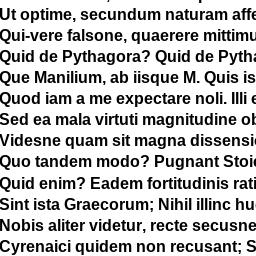 Ut optime, secundum naturam affe
Qui-vere falsone, quaerere mittimu
Quid de Pythagora? Quid de Pytha
Que Manilium, ab iisque M. Quis is
Quod iam a me expectare noli. Illi e
Sed ea mala virtuti magnitudine ob
Videsne quam sit magna dissensi
Quo tandem modo? Pugnant Stoic
Quid enim? Eadem fortitudinis rati
Sint ista Graecorum; Nihil illinc hu
Nobis aliter videtur, recte secusne
Cyrenaici quidem non recusant; S